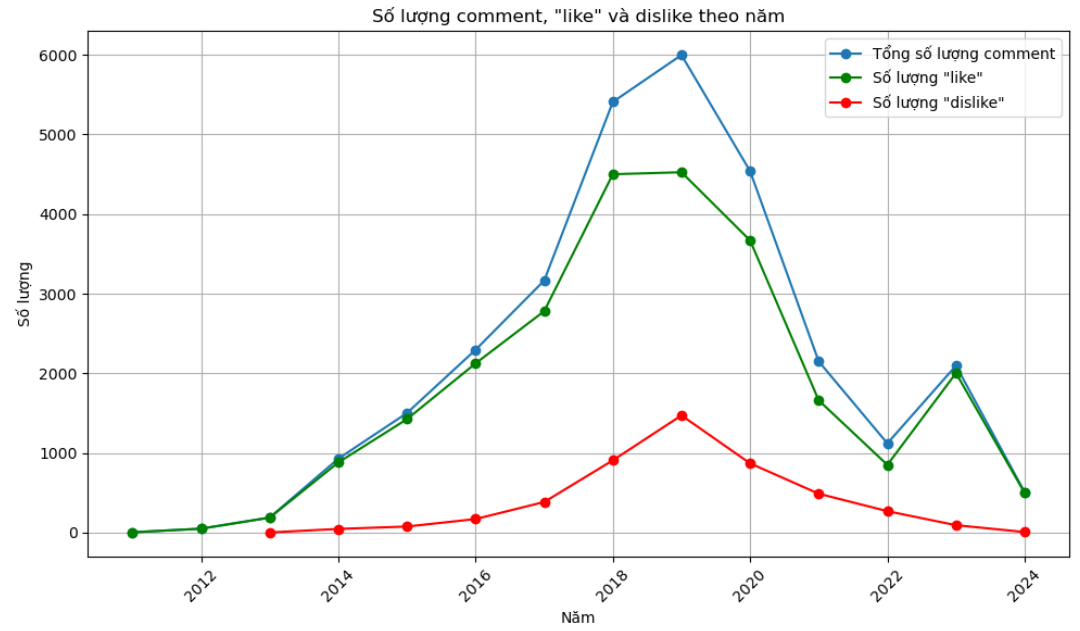 Số lượng comment, "like" và dislike theo năm
Tổng số lượng comment
Số lượng "like"
Số lượng "dislike"
Số lượng
6000
5000
4000
3000
2000
1000
0
2012
2014
2016
2018
2020
2022
2024
Năm